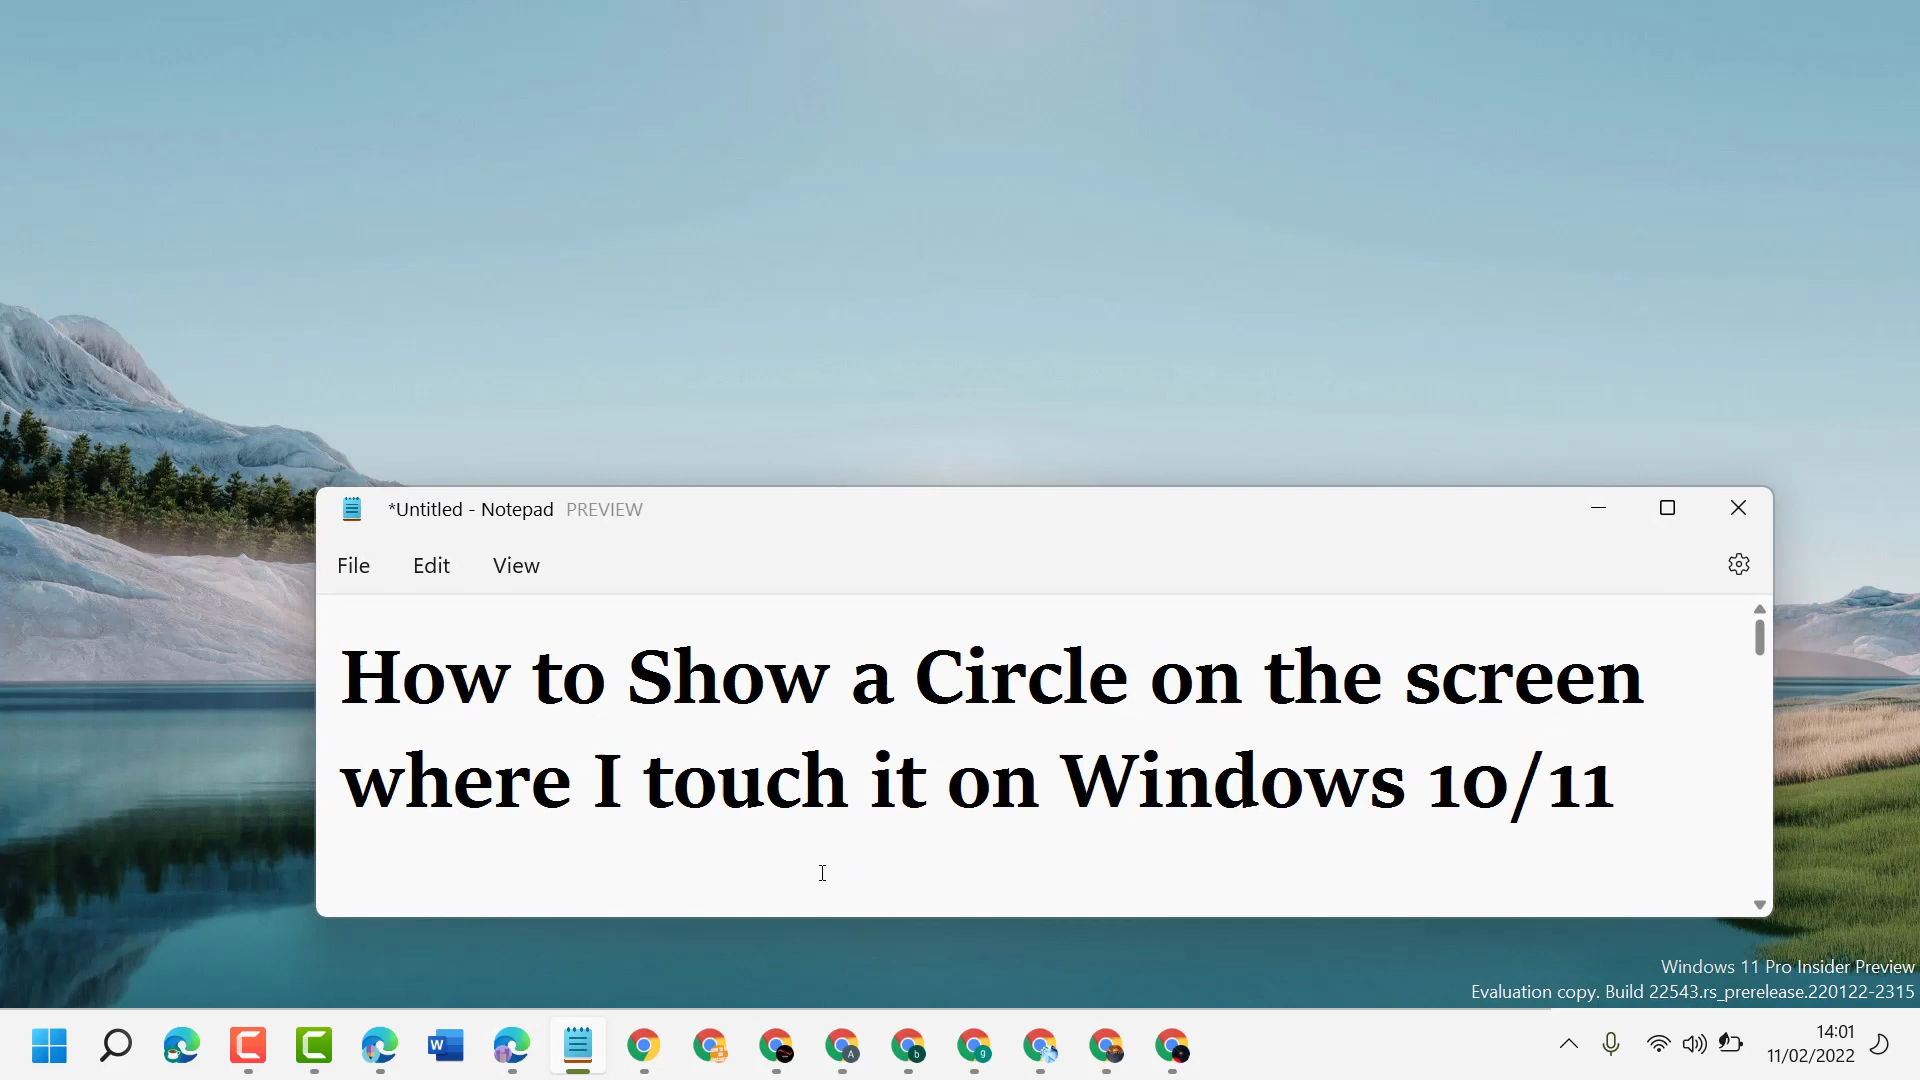 *Untitled - Notepad PREVIEW
File Edit View
How to Show a Circle on the screen
where I touch it on Windows 10/11
Windows 11 Pro Insider Preview
Evaluation copy. Build 22543.rs_prerelease.220122-2315
14:01
11/02/2022